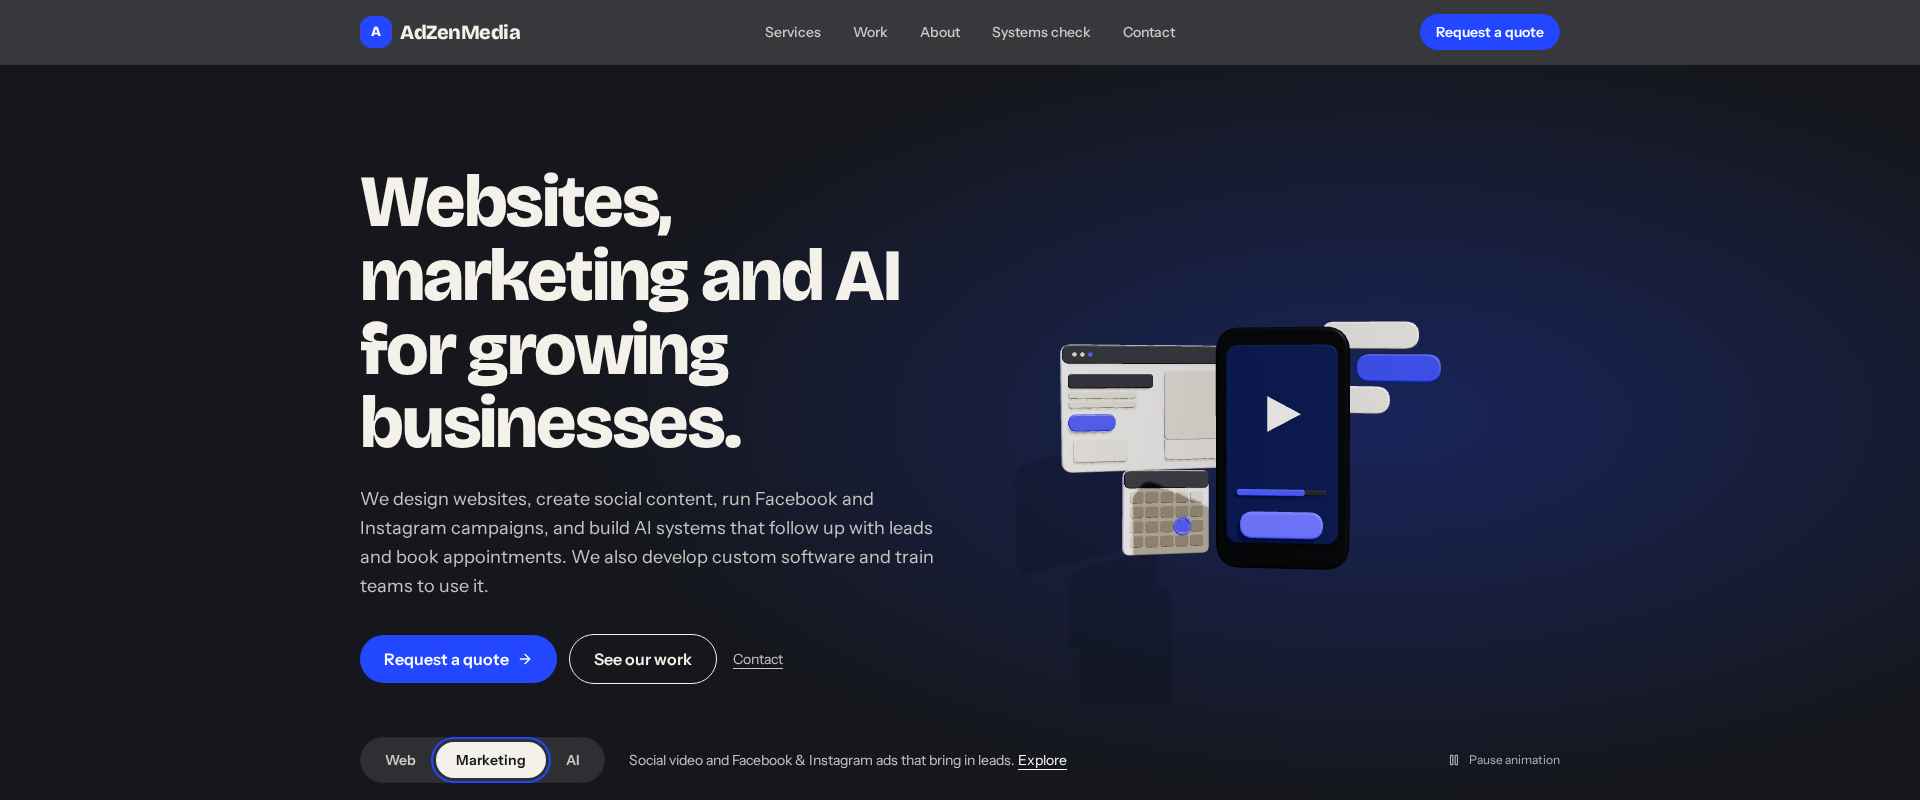 A AdZenMedia
Services Work About Systems check Contact
Request a quote
Websites,
marketing and AI
for growing
businesses.
We design websites, create social content, run Facebook and
Instagram campaigns, and build AI systems that follow up with leads
and book appointments. We also develop custom software and train
teams to use it.
Request a quote → See our work Contact
Web Marketing AI
Social video and Facebook & Instagram ads that bring in leads. Explore
Pause animation